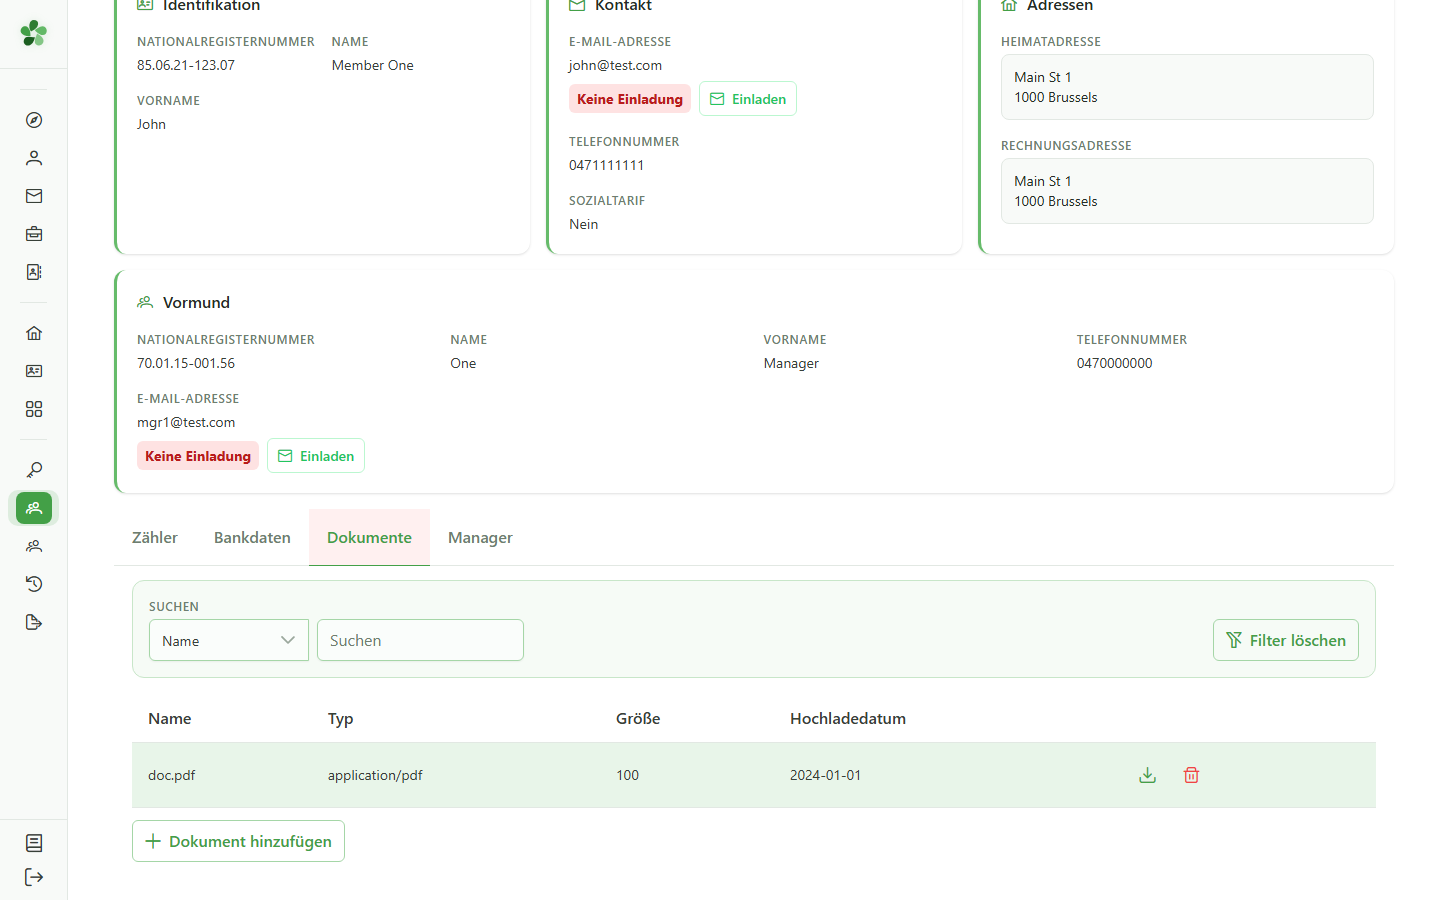 Identifikation
NATIONALREGISTERNUMMER
85.06.21-123.07
NAME
Member One
VORNAME
John
Kontakt
E-MAIL-ADRESSE
john@test.com
Keine Einladung
Einladen
TELEFONNUMMER
0471111111
SOZIALTARIF
Nein
Adressen
HEIMATADRESSE
Main St 1
1000 Brussels
RECHNUNGSADRESSE
Main St 1
1000 Brussels
Vormund
NATIONALREGISTERNUMMER
70.01.15-001.56
NAME
One
VORNAME
Manager
TELEFONNUMMER
0470000000
E-MAIL-ADRESSE
mgr1@test.com
Keine Einladung
Einladen
Zähler Bankdaten Dokumente Manager
SUCHEN
Name
Suchen
Filter löschen
Name Typ Größe Hochladedatum
doc.pdf application/pdf 100 2024-01-01
Dokument hinzufügen